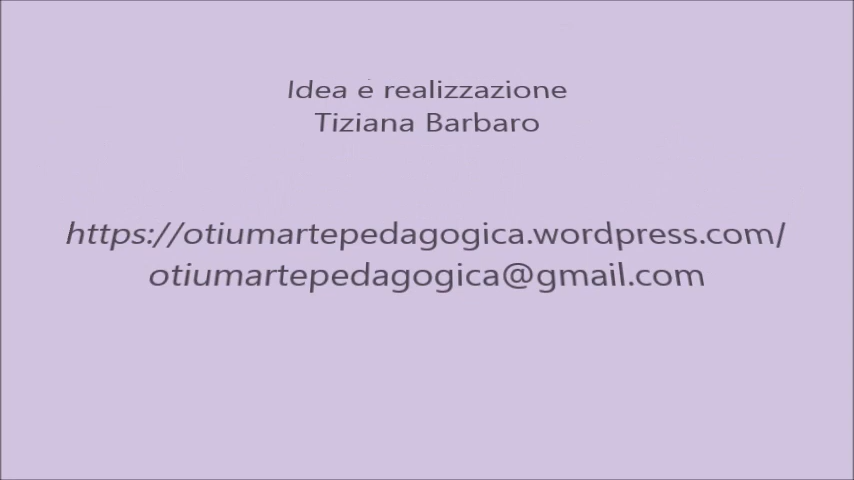 Idea e realizzazione
Tiziana Barbaro
https://otiumartepedagogica.wordpress.com/
otiumartepedagogica@gmail.com